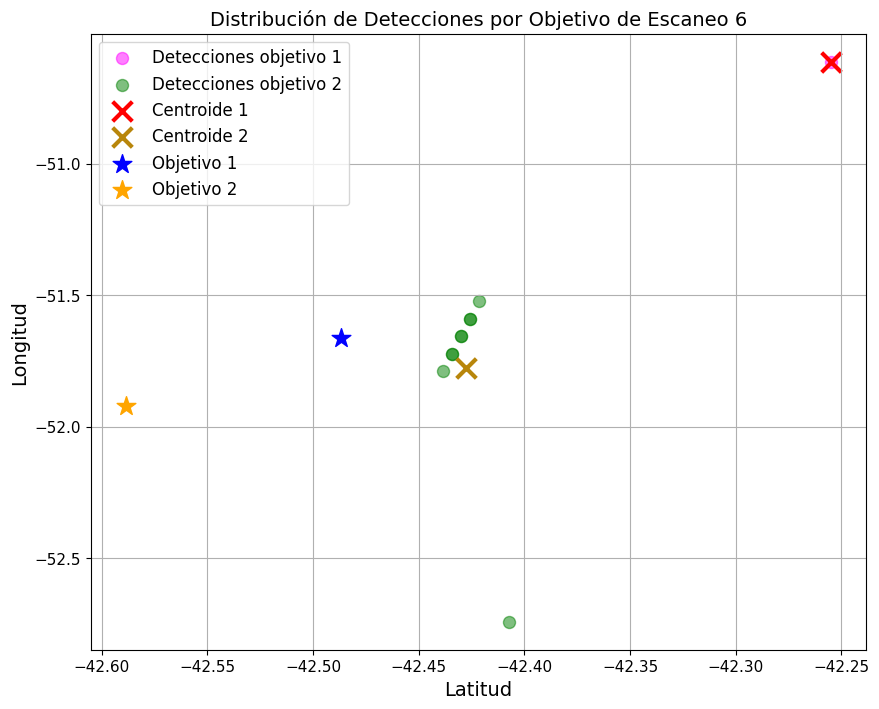 Distribución de Detecciones por Objetivo de Escaneo 6
Detecciones objetivo 1
Detecciones objetivo 2
Centroide 1
Centroide 2
Objetivo 1
Objetivo 2
−51.0
−51.5
−52.0
−52.5
Longitud
−42.60 −42.55 −42.50 −42.45 −42.40 −42.35 −42.30 −42.25
Latitud